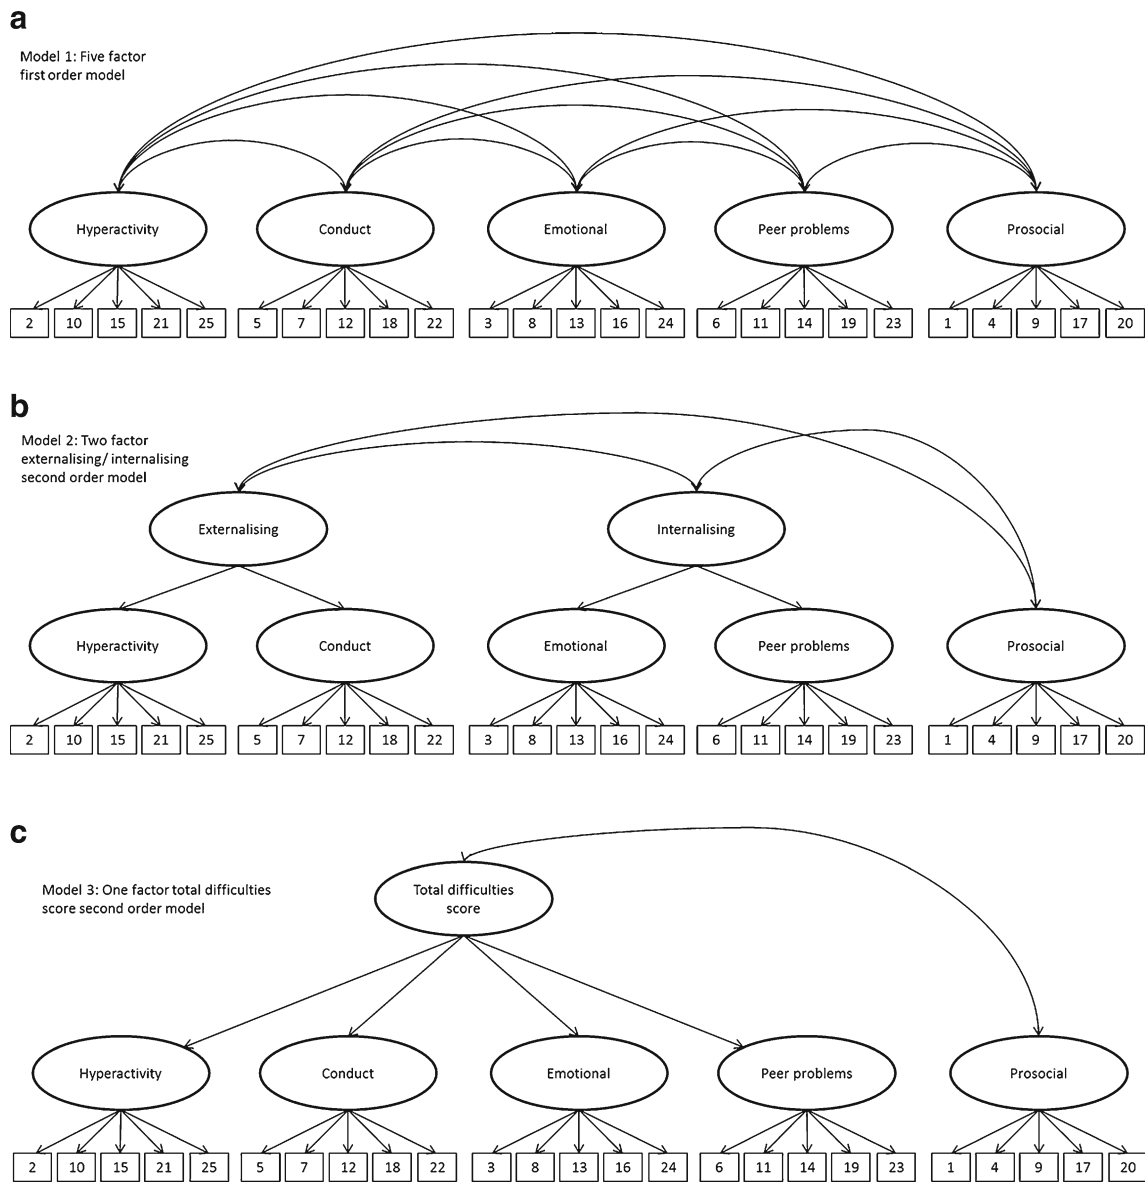 a
Model 1: Five factor
first order model
Hyperactivity Conduct Emotional Peer problems Prosocial
2 10 15 21 25 5 7 12 18 22 3 8 13 16 24 6 11 14 19 23 1 4 9 17 20
b
Model 2: Two factor
externalising/ internalising
second order model
Externalising Internalising
Hyperactivity Conduct Emotional Peer problems Prosocial
2 10 15 21 25 5 7 12 18 22 3 8 13 16 24 6 11 14 19 23 1 4 9 17 20
c
Model 3: One factor total difficulties
score second order model
Total difficulties
score
Hyperactivity Conduct Emotional Peer problems Prosocial
2 10 15 21 25 5 7 12 18 22 3 8 13 16 24 6 11 14 19 23 1 4 9 17 20